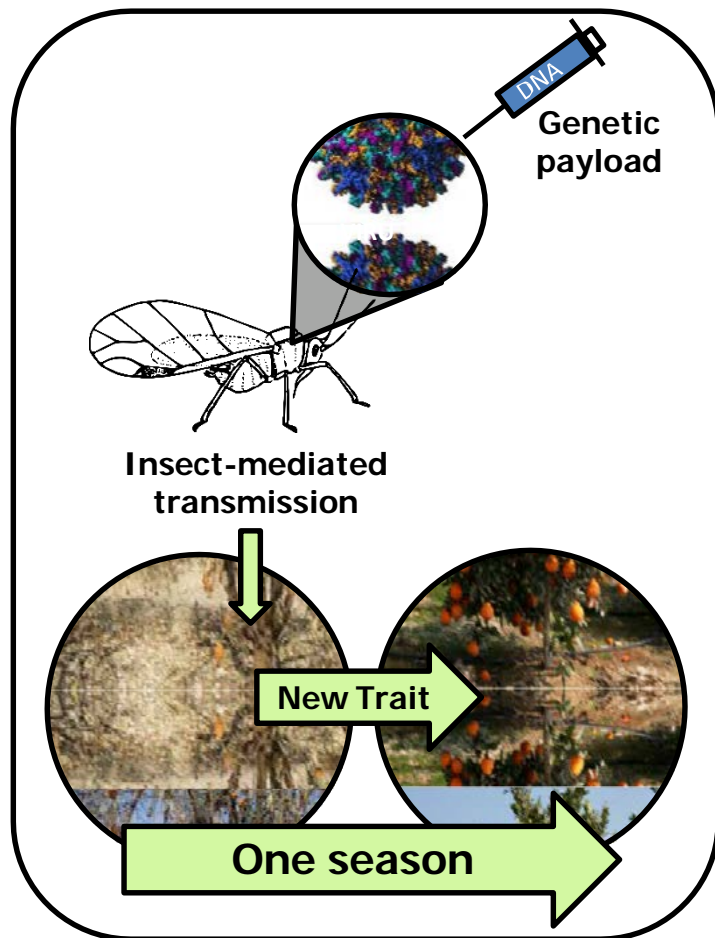 DNA
Genetic
payload
Insect-mediated
transmission
New Trait
One season